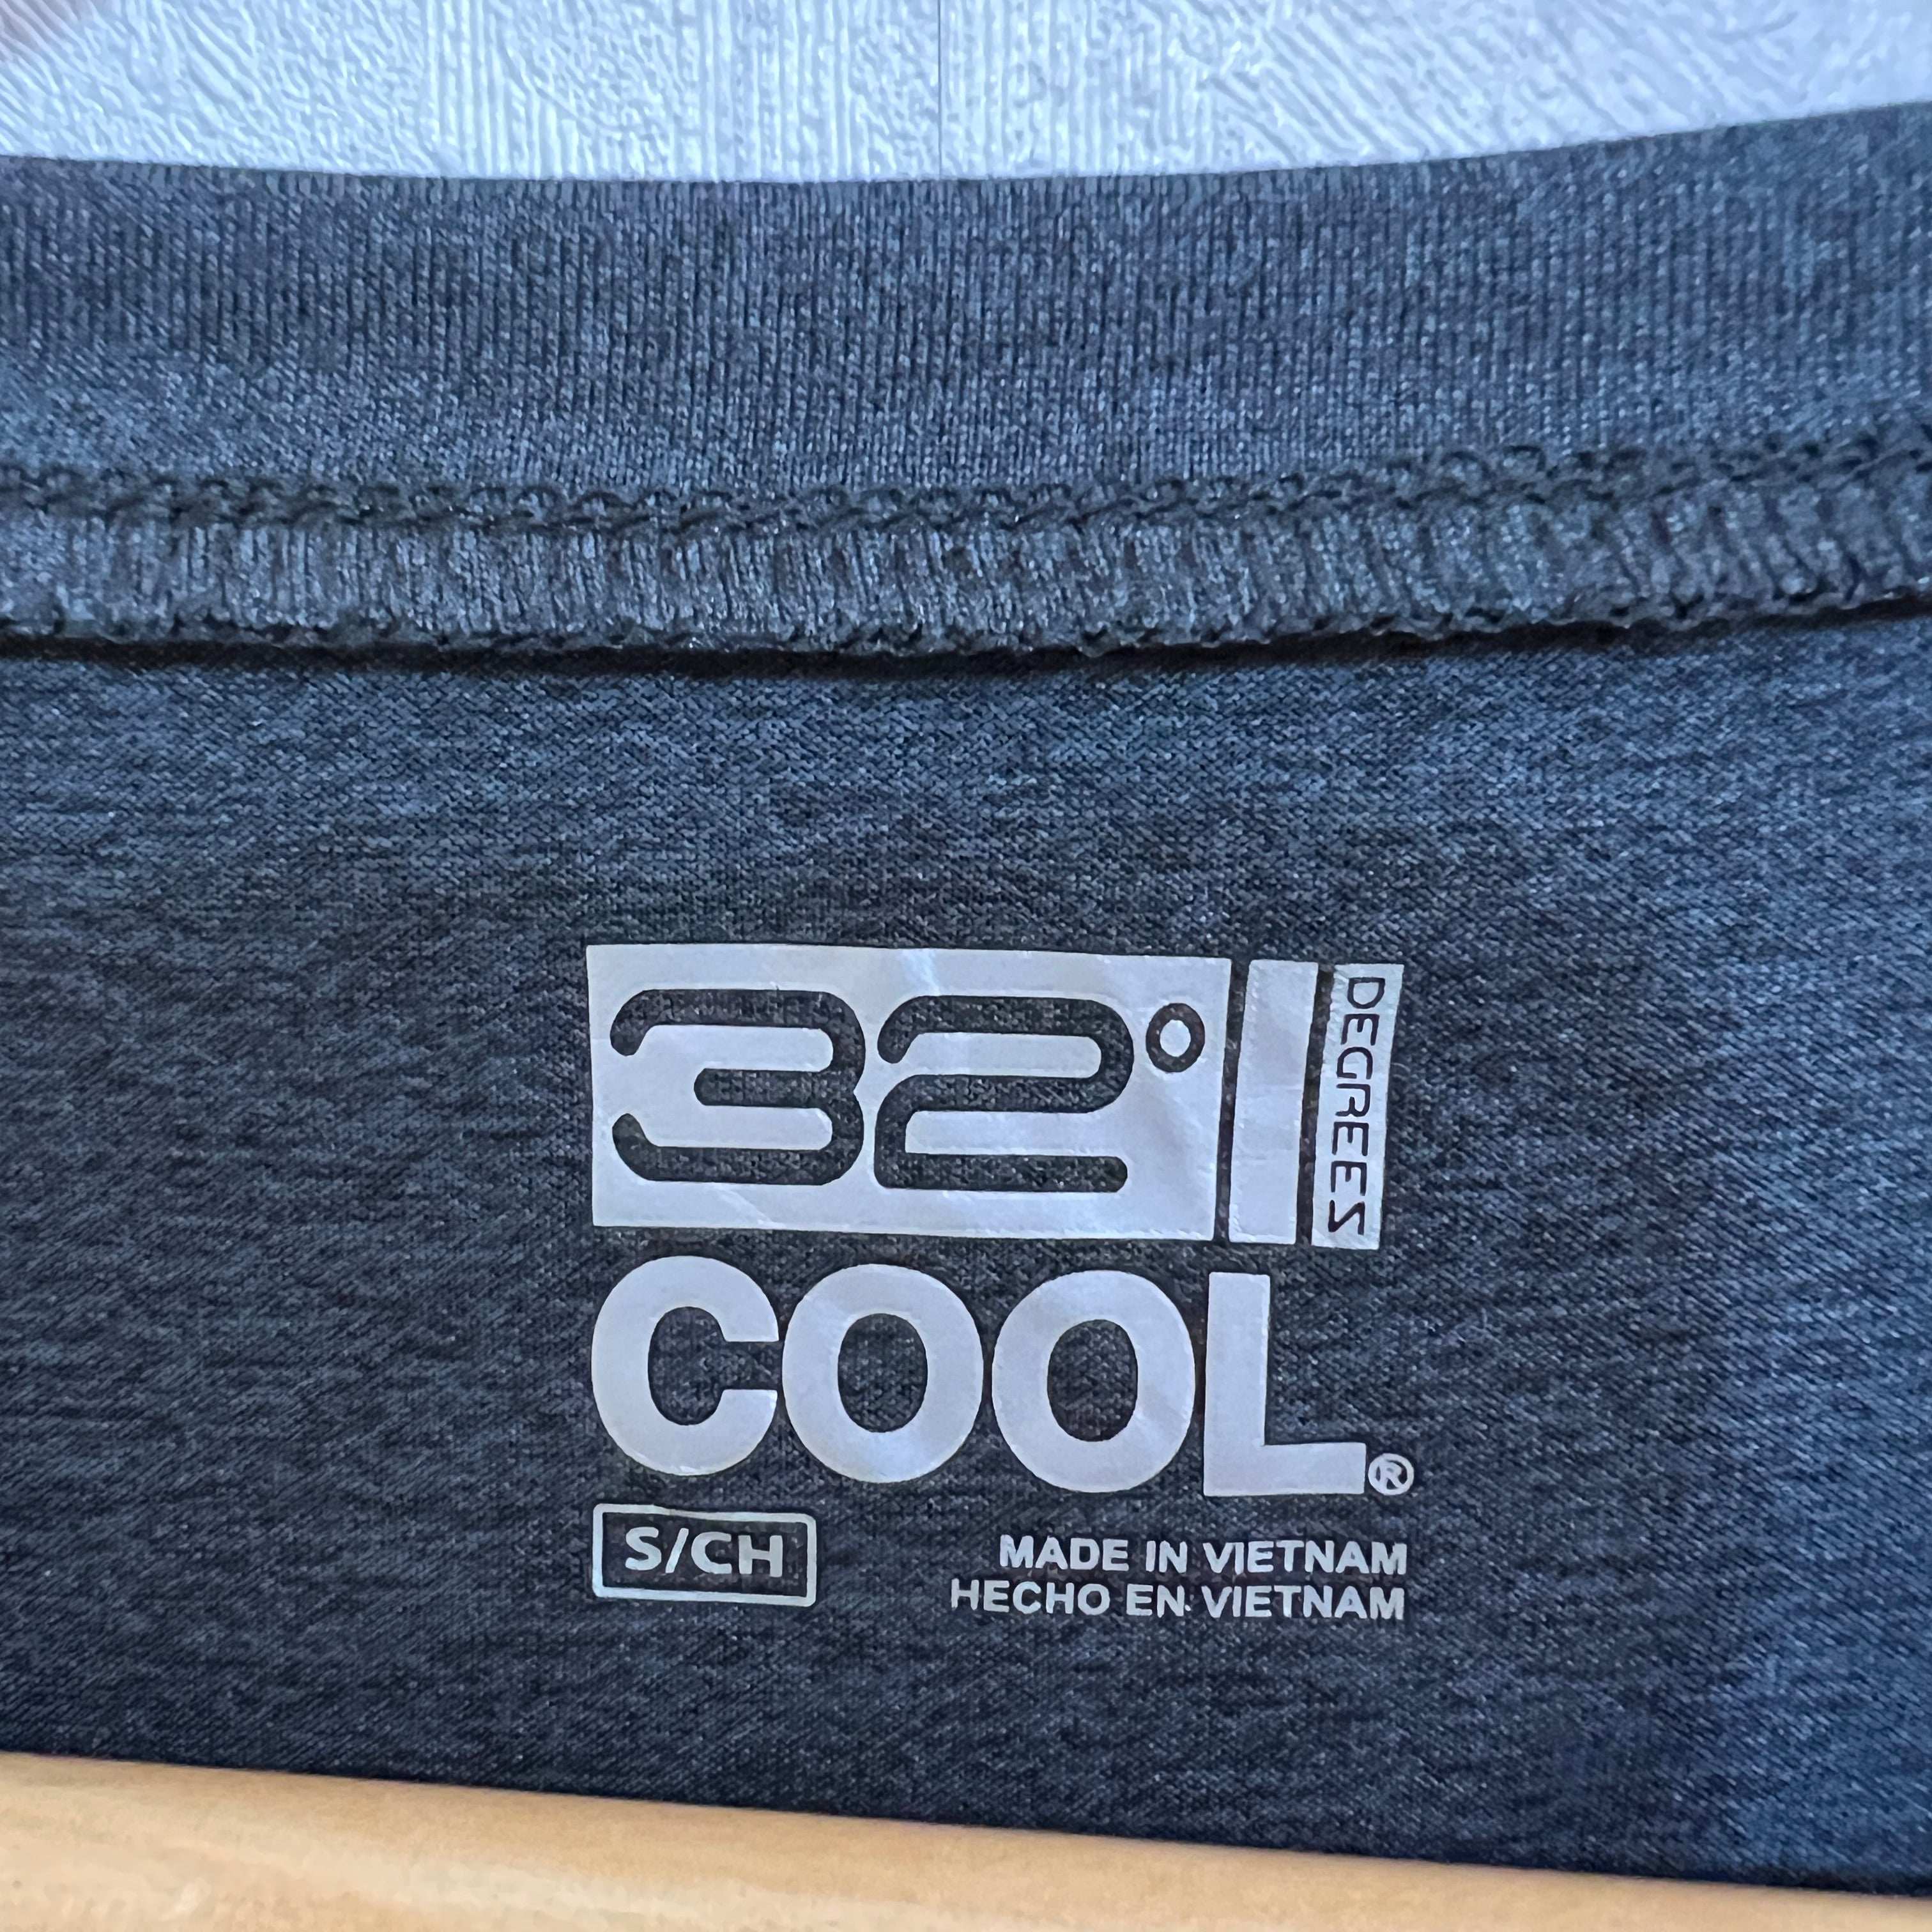 32° DEGREES
COOL®
S/CH
MADE IN VIETNAM
HECHO EN VIETNAM